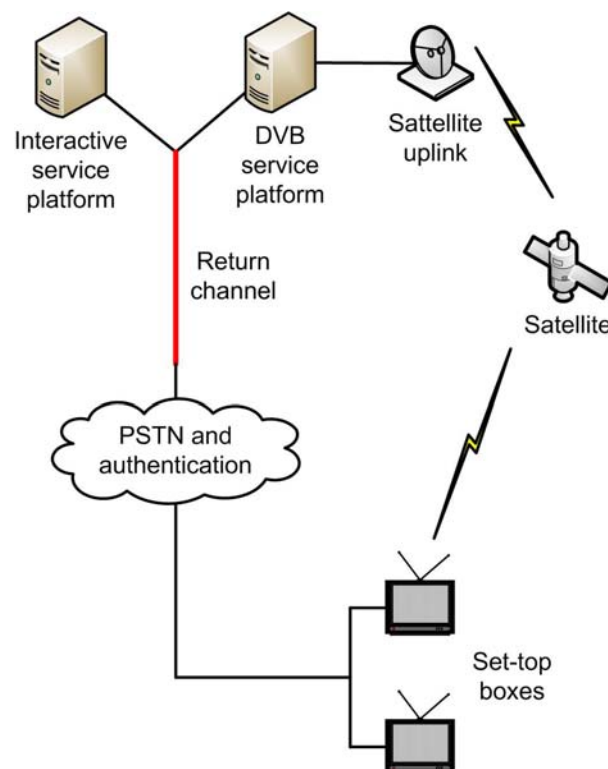 Interactive
service
platform
DVB
service
platform
Sattellite
uplink
Return
channel
Satellite
PSTN and
authentication
Set-top
boxes